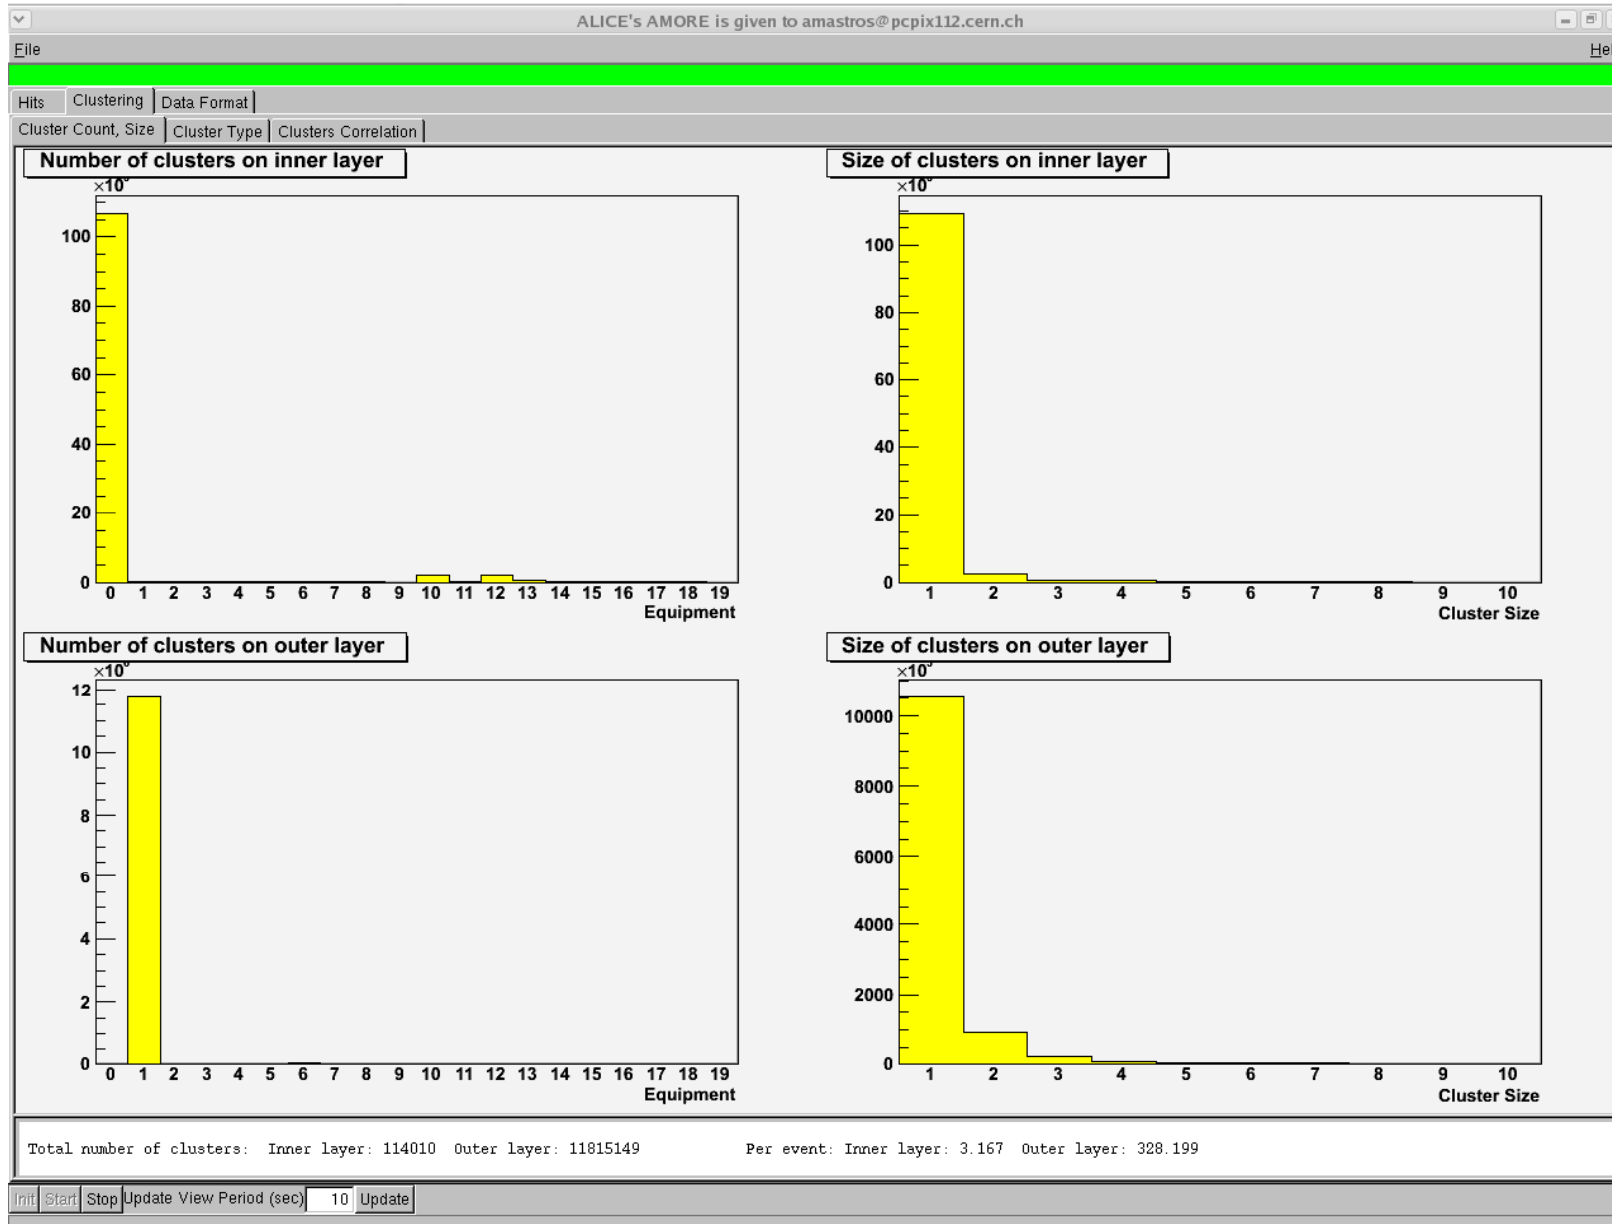 ALICE's AMORE is given to amastros@pcpix112.cern.ch
File Hel
Hits Clustering Data Format
Cluster Count, Size Cluster Type Clusters Correlation
Number of clusters on inner layer
100
80
60
40
20
0
0 1 2 3 4 5 6 7 8 9 10 11 12 13 14 15 16 17 18 19
Equipment
Size of clusters on inner layer
100
80
60
40
20
0
1 2 3 4 5 6 7 8 9 10
Cluster Size
Number of clusters on outer layer
12
10
8
6
4
2
0
0 1 2 3 4 5 6 7 8 9 10 11 12 13 14 15 16 17 18 19
Equipment
Size of clusters on outer layer
10000
8000
6000
4000
2000
0
1 2 3 4 5 6 7 8 9 10
Cluster Size
Total number of clusters: Inner layer: 114010 Outer layer: 11815149 Per event: Inner layer: 3.167 Outer layer: 328.199
Init Start Stop Update View Period (sec) 10 Update